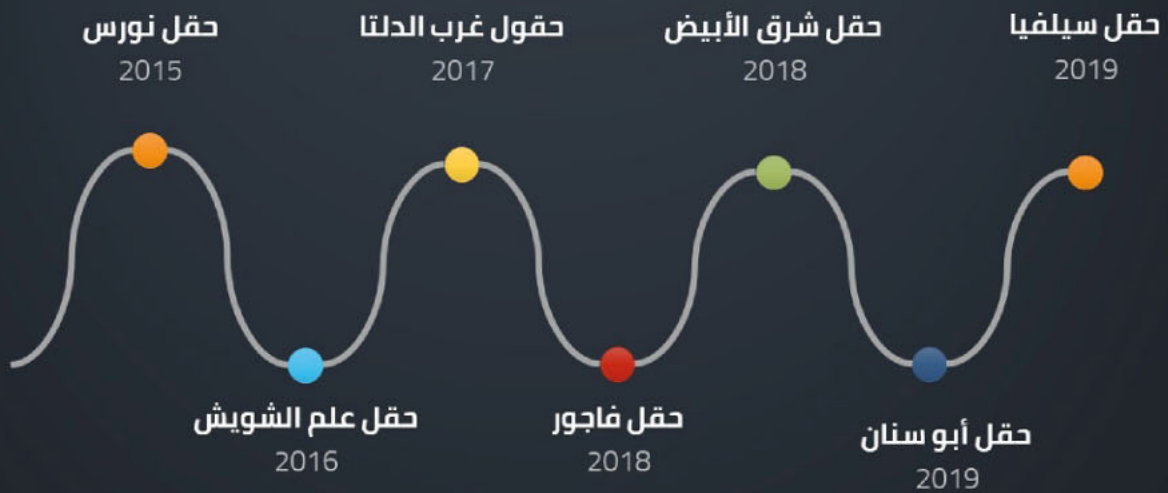 حقل نورس
2015
حقل علم الشويش
2016
حقول غرب الدلتا
2017
حقل فاجور
2018
حقل شرق الأبيض
2018
حقل أبو سنان
2019
حقل سيلفيا
2019